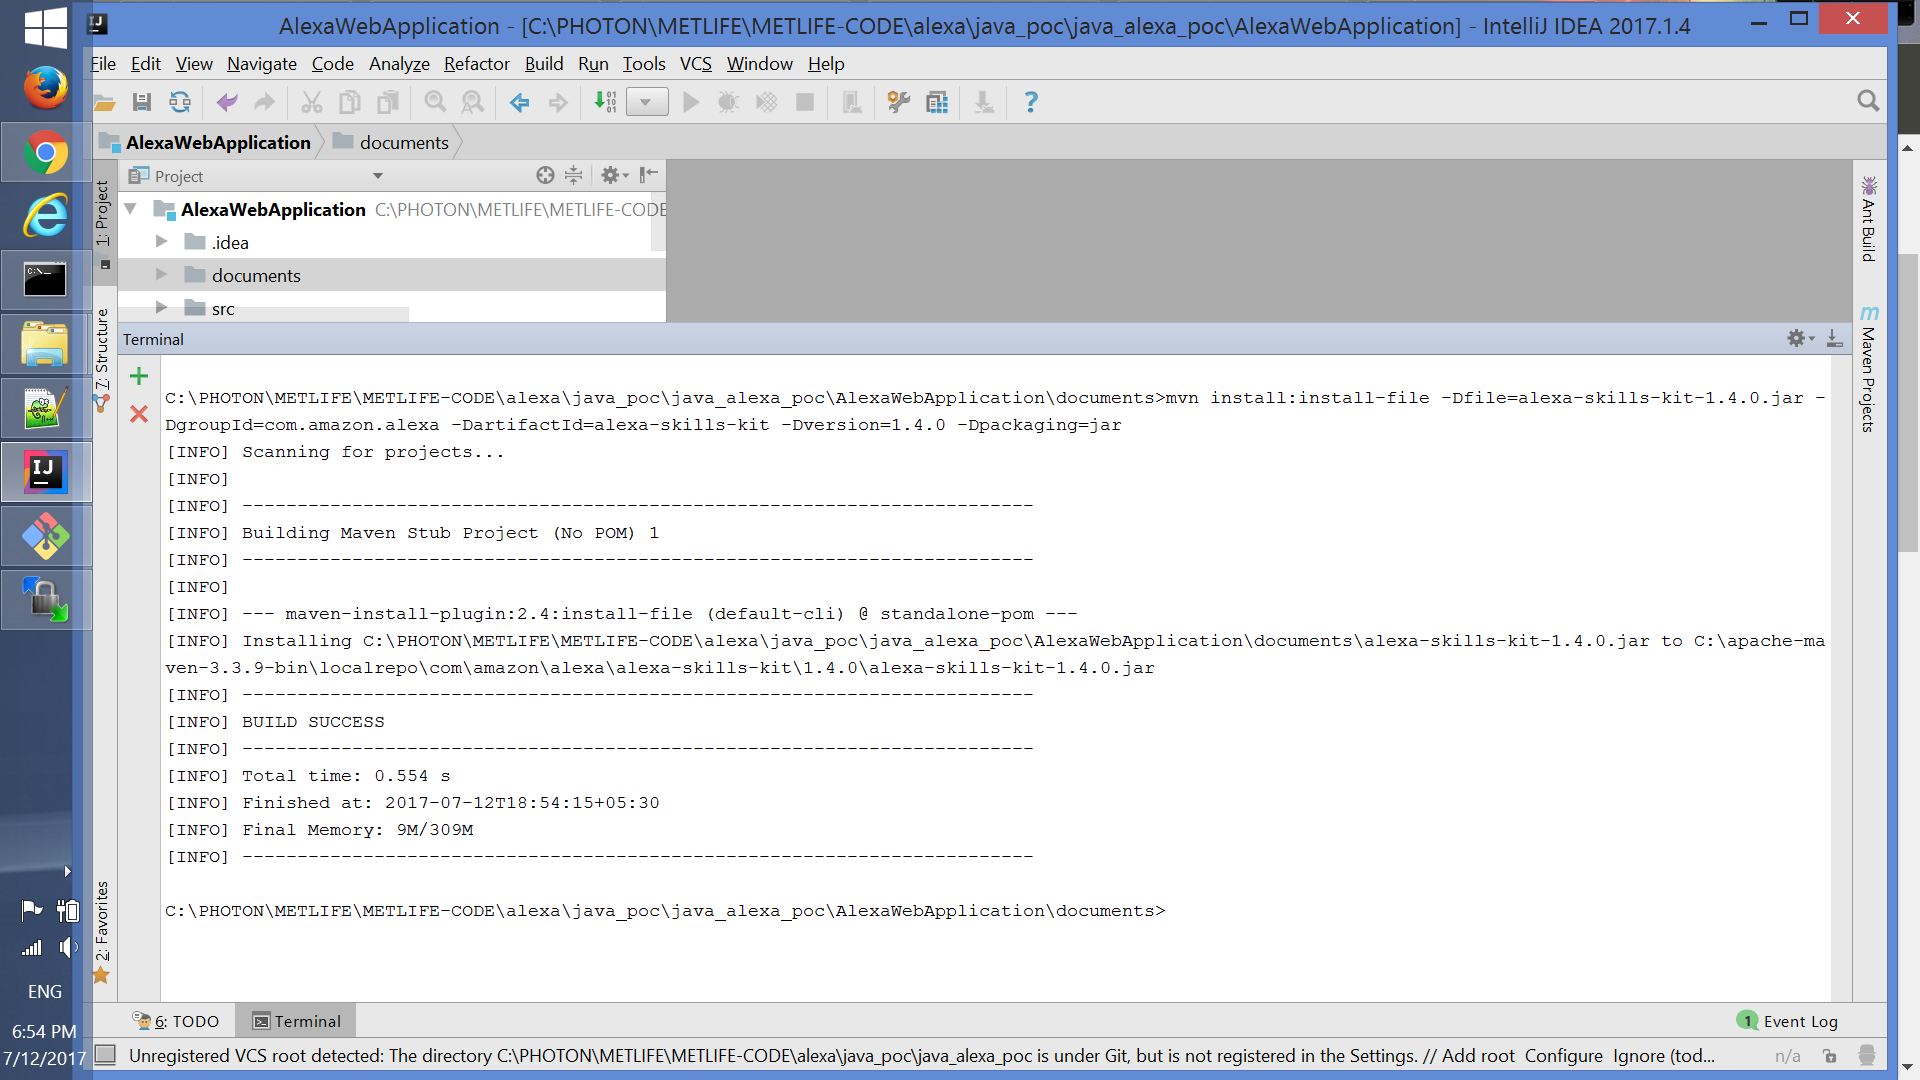 AlexaWebApplication - [C:\PHOTON\METLIFE\METLIFE-CODE\alexa\java_poc\java_alexa_poc\AlexaWebApplication] - IntelliJ IDEA 2017.1.4
File Edit View Navigate Code Analyze Refactor Build Run Tools VCS Window Help
AlexaWebApplication documents
Project
AlexaWebApplication C:\PHOTON\METLIFE\METLIFE-CODE
.idea
documents
src
1: Project
7: Structure
2: Favorites
Ant Build
m
Maven Projects
Terminal
C:\PHOTON\METLIFE\METLIFE-CODE\alexa\java_poc\java_alexa_poc\AlexaWebApplication\documents>mvn install:install-file -Dfile=alexa-skills-kit-1.4.0.jar -
DgroupId=com.amazon.alexa -DartifactId=alexa-skills-kit -Dversion=1.4.0 -Dpackaging=jar
[INFO] Scanning for projects...
[INFO]
[INFO] ------------------------------------------------------------------------
[INFO] Building Maven Stub Project (No POM) 1
[INFO] ------------------------------------------------------------------------
[INFO]
[INFO] --- maven-install-plugin:2.4:install-file (default-cli) @ standalone-pom ---
[INFO] Installing C:\PHOTON\METLIFE\METLIFE-CODE\alexa\java_poc\java_alexa_poc\AlexaWebApplication\documents\alexa-skills-kit-1.4.0.jar to C:\apache-ma
ven-3.3.9-bin\localrepo\com\amazon\alexa\alexa-skills-kit\1.4.0\alexa-skills-kit-1.4.0.jar
[INFO] ------------------------------------------------------------------------
[INFO] BUILD SUCCESS
[INFO] ------------------------------------------------------------------------
[INFO] Total time: 0.554 s
[INFO] Finished at: 2017-07-12T18:54:15+05:30
[INFO] Final Memory: 9M/309M
[INFO] ------------------------------------------------------------------------
C:\PHOTON\METLIFE\METLIFE-CODE\alexa\java_poc\java_alexa_poc\AlexaWebApplication\documents>
6: TODO Terminal 1 Event Log
Unregistered VCS root detected: The directory C:\PHOTON\METLIFE\METLIFE-CODE\alexa\java_poc\java_alexa_poc is under Git, but is not registered in the Settings. // Add root Configure Ignore (tod... n/a
IJ
C:\_
IJ
ENG
6:54 PM
7/12/2017